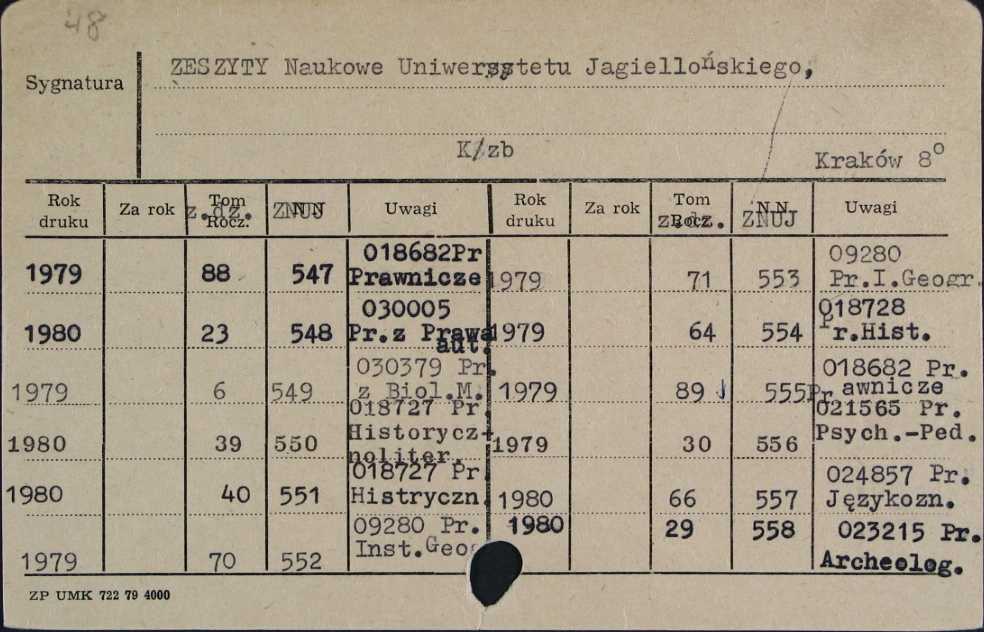 48
Sygnatura
ZESZYTY Naukowe Uniwersytetu Jagiellońskiego,
K/zb
Kraków 8°
Rok druku Za rok Tom Rocz. z.dz. N.N. ZNUJ Uwagi Rok druku Za rok Tom Rocz. z.dz. N.N. ZNUJ Uwagi
1979 88 547 018682Pr Prawnicze
1980 23 548 030005 Pr.z Prawa aut.
1979 6 549 030379 Pr. z Biol.M.
1980 39 550 018727 Pr. Historycz+ noliter.
1980 40 551 018727 Pr. Histryczn.
1979 70 552 09280 Pr. Inst.Geog
1979 71 553 09280 Pr.I.Geogr.
1979 64 554 018728 Pr.Hist.
1979 89 555 018682 Pr. Prawnicze
1979 30 556 021565 Pr. Psych.-Ped.
1980 66 557 024857 Pr. Językozn.
1980 29 558 023215 Pr. Archeolog.
ZP UMK 722 79 4000